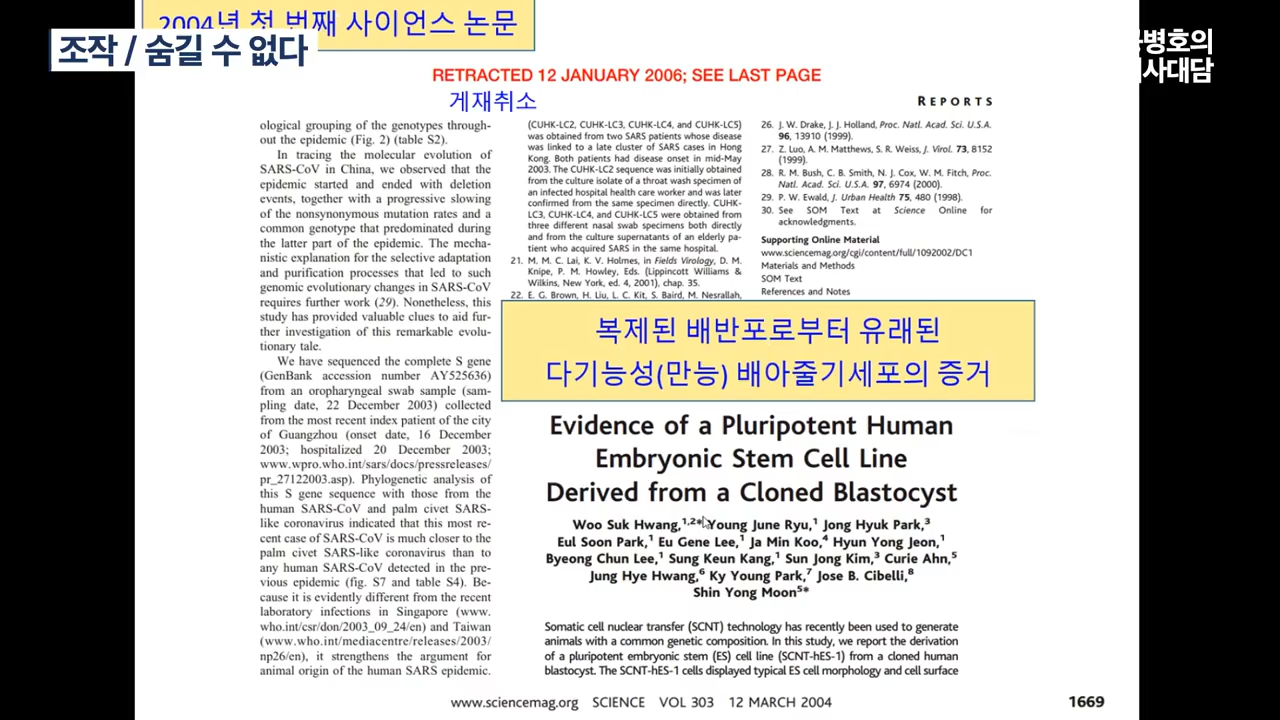 2004년 첫 번째 사이언스 논문
조작 / 숨길 수 없다
병호의
사대담
RETRACTED 12 JANUARY 2006; SEE LAST PAGE
게재취소
REPORTS
ological grouping of the genotypes through-
out the epidemic (Fig. 2) (table S2).
In tracing the molecular evolution of
SARS-CoV in China, we observed that the
epidemic started and ended with deletion
events, together with a progressive slowing
of the nonsynonymous mutation rates and a
common genotype that predominated during
the latter part of the epidemic. The mecha-
nistic explanation for the selective adaptation
and purification processes that led to such
genomic evolutionary changes in SARS-CoV
requires further work (29). Nonetheless, this
study has provided valuable clues to aid fur-
ther investigation of this remarkable evolu-
tionary tale.
We have sequenced the complete S gene
(GenBank accession number AY525636)
from an oropharyngeal swab sample (sam-
pling date, 22 December 2003) collected
from the most recent index patient of the city
of Guangzhou (onset date, 16 December
2003; hospitalized 20 December 2003;
www.wpro.who.int/sars/docs/pressreleases/
pr_27122003.asp). Phylogenetic analysis of
this S gene sequence with those from the
human SARS-CoV and palm civet SARS-
like coronavirus indicated that this most re-
cent case of SARS-CoV is much closer to the
palm civet SARS-like coronavirus than to
any human SARS-CoV detected in the pre-
vious epidemic (fig. S7 and table S4). Be-
cause it is evidently different from the recent
laboratory infections in Singapore (www.
who.int/csr/don/2003_09_24/en) and Taiwan
(www.who.int/mediacentre/releases/2003/
np26/en), it strengthens the argument for
animal origin of the human SARS epidemic.
(CUHK-LC2, CUHK-LC3, CUHK-LC4, and CUHK-LC5)
was obtained from two SARS patients whose disease
was linked to a late cluster of SARS cases in Hong
Kong. Both patients had disease onset in mid-May
2003. The CUHK-LC2 sequence was initially obtained
from the culture isolate of a throat wash specimen of
an infected hospital health care worker and was later
confirmed from the same specimen directly. CUHK-
LC3, CUHK-LC4, and CUHK-LC5 were obtained from
three different nasal swab specimens both directly
and from the culture supernatants of an elderly pa-
tient who acquired SARS in the same hospital.
21. M. M. C. Lai, K. V. Holmes, in Fields Virology, D. M.
Knipe, P. M. Howley, Eds. (Lippincott Williams &
Wilkins, New York, ed. 4, 2001), chap. 35.
22. E. G. Brown, H. Liu, L. C. Kit, S. Baird, M. Nesrallah,
26. J. W. Drake, J. J. Holland, Proc. Natl. Acad. Sci. U.S.A.
96, 13910 (1999).
27. Z. Luo, A. M. Matthews, S. R. Weiss, J. Virol. 73, 8152
(1999).
28. R. M. Bush, C. B. Smith, N. J. Cox, W. M. Fitch, Proc.
Natl. Acad. Sci. U.S.A. 97, 6974 (2000).
29. P. W. Ewald, J. Urban Health 75, 480 (1998).
30. See SOM Text at Science Online for
acknowledgments.
Supporting Online Material
www.sciencemag.org/cgi/content/full/1092002/DC1
Materials and Methods
SOM Text
References and Notes
복제된 배반포로부터 유래된
다기능성(만능) 배아줄기세포의 증거
Evidence of a Pluripotent Human
Embryonic Stem Cell Line
Derived from a Cloned Blastocyst
Woo Suk Hwang,1,2* Young June Ryu,1 Jong Hyuk Park,3
Eul Soon Park,1 Eu Gene Lee,1 Ja Min Koo,4 Hyun Yong Jeon,1
Byeong Chun Lee,1 Sung Keun Kang,1 Sun Jong Kim,3 Curie Ahn,5
Jung Hye Hwang,6 Ky Young Park,7 Jose B. Cibelli,8
Shin Yong Moon5*
Somatic cell nuclear transfer (SCNT) technology has recently been used to generate
animals with a common genetic composition. In this study, we report the derivation
of a pluripotent embryonic stem (ES) cell line (SCNT-hES-1) from a cloned human
blastocyst. The SCNT-hES-1 cells displayed typical ES cell morphology and cell surface
www.sciencemag.org SCIENCE VOL 303 12 MARCH 2004 1669